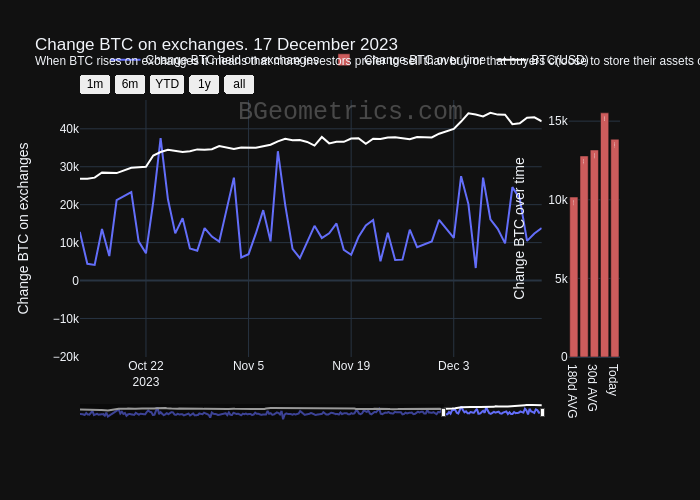 Change BTC on exchanges. 17 December 2023
When BTC rises on exchanges it means that more investors prefer to sell than buy or that buyers choose to store their assets
Change BTC hold on exchanges
Change BTC over time
BTC(USD)
1m
6m
YTD
1y
all
BGeometrics.com
Change BTC on exchanges
40k
30k
20k
10k
0
−10k
−20k
Oct 22
2023
Nov 5
Nov 19
Dec 3
Change BTC over time
15k
10k
5k
0
180d AVG
30d AVG
Today